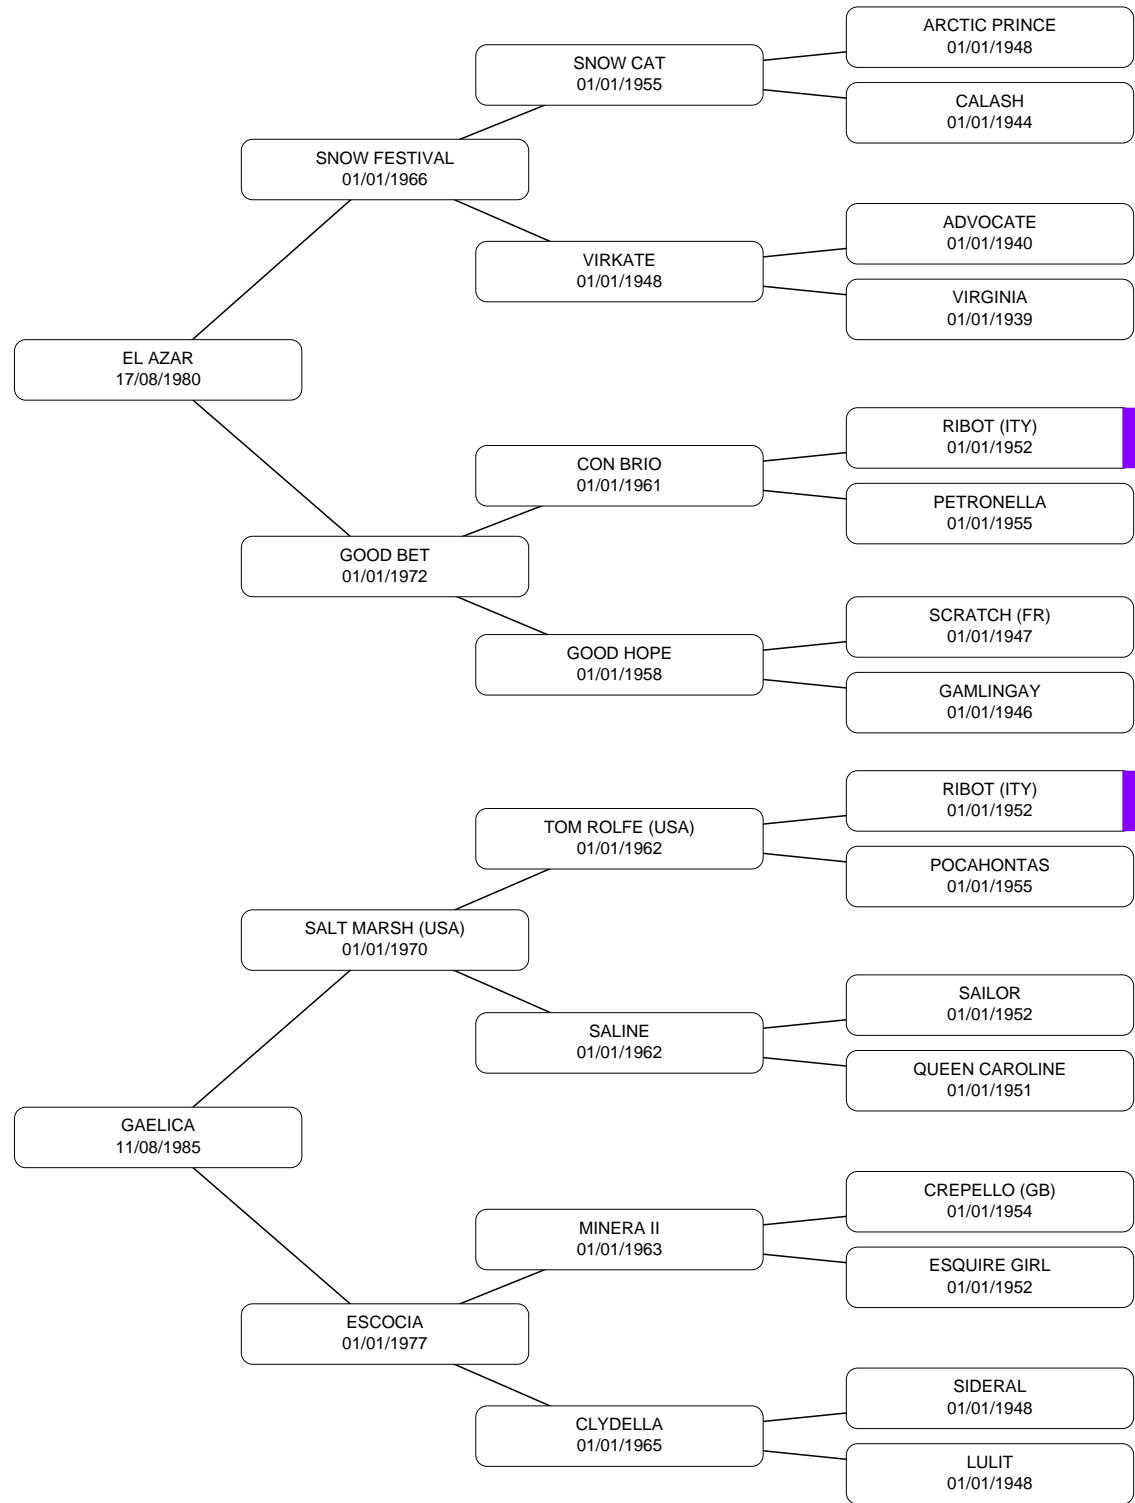 ARCTIC PRINCE
01/01/1948
SNOW CAT
01/01/1955
CALASH
01/01/1944
SNOW FESTIVAL
01/01/1966
ADVOCATE
01/01/1940
VIRKATE
01/01/1948
VIRGINIA
01/01/1939
EL AZAR
17/08/1980
RIBOT (ITY)
01/01/1952
CON BRIO
01/01/1961
PETRONELLA
01/01/1955
GOOD BET
01/01/1972
SCRATCH (FR)
01/01/1947
GOOD HOPE
01/01/1958
GAMLINGAY
01/01/1946
RIBOT (ITY)
01/01/1952
TOM ROLFE (USA)
01/01/1962
POCAHONTAS
01/01/1955
SALT MARSH (USA)
01/01/1970
SAILOR
01/01/1952
SALINE
01/01/1962
QUEEN CAROLINE
01/01/1951
GAELICA
11/08/1985
CREPELLO (GB)
01/01/1954
MINERA II
01/01/1963
ESQUIRE GIRL
01/01/1952
ESCOCIA
01/01/1977
SIDERAL
01/01/1948
CLYDELLA
01/01/1965
LULIT
01/01/1948